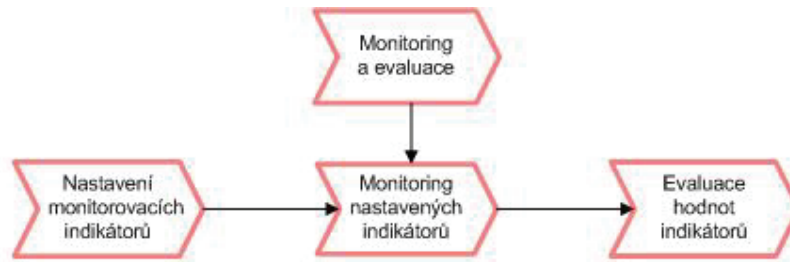 Monitoring
a evaluace
Nastavení
monitorovacích
indikátorů
Monitoring
nastavených
indikátorů
Evaluace
hodnot
indikátorů